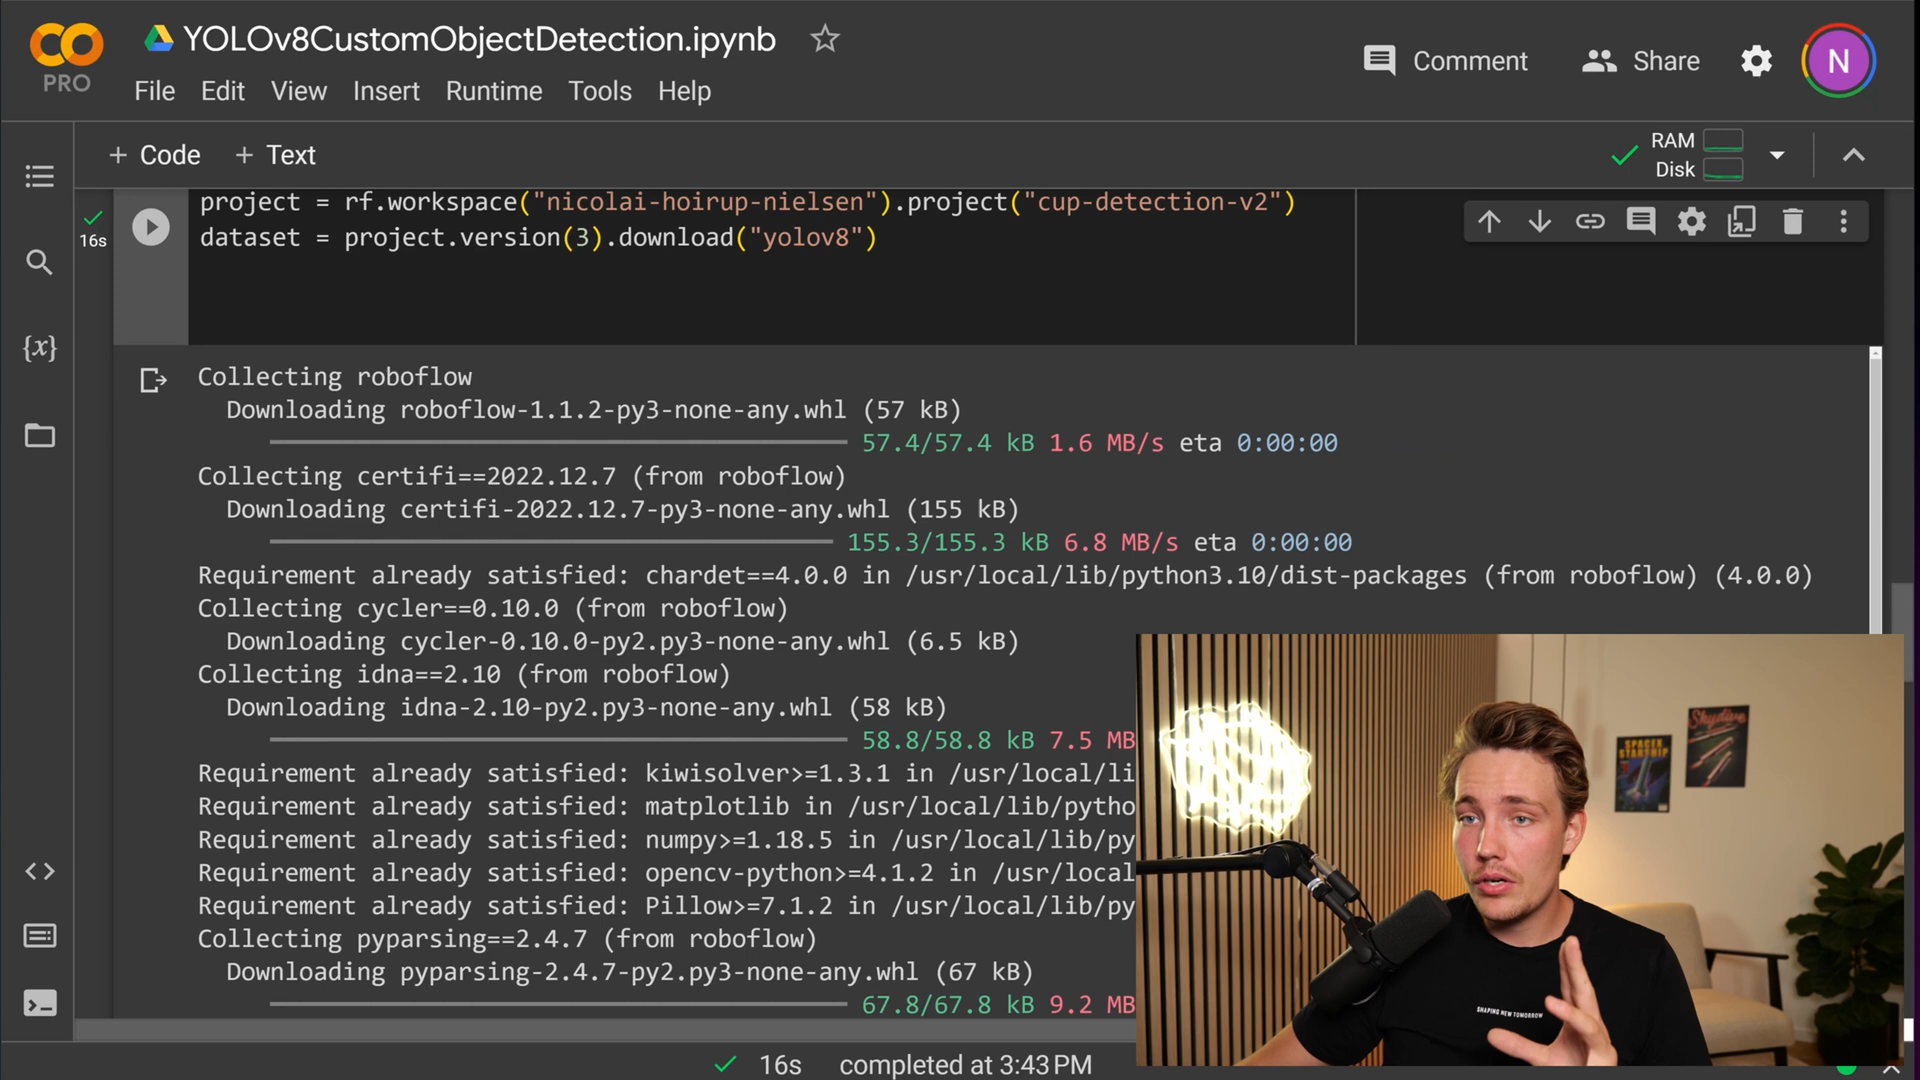 YOLOv8CustomObjectDetection.ipynb
PRO
File Edit View Insert Runtime Tools Help
Comment
Share
N
+ Code + Text
RAM
Disk
16s
project = rf.workspace("nicolai-hoirup-nielsen").project("cup-detection-v2")
dataset = project.version(3).download("yolov8")
{x}
Collecting roboflow
Downloading roboflow-1.1.2-py3-none-any.whl (57 kB)
57.4/57.4 kB 1.6 MB/s eta 0:00:00
Collecting certifi==2022.12.7 (from roboflow)
Downloading certifi-2022.12.7-py3-none-any.whl (155 kB)
155.3/155.3 kB 6.8 MB/s eta 0:00:00
Requirement already satisfied: chardet==4.0.0 in /usr/local/lib/python3.10/dist-packages (from roboflow) (4.0.0)
Collecting cycler==0.10.0 (from roboflow)
Downloading cycler-0.10.0-py2.py3-none-any.whl (6.5 kB)
Collecting idna==2.10 (from roboflow)
Downloading idna-2.10-py2.py3-none-any.whl (58 kB)
58.8/58.8 kB 7.5 MB
Requirement already satisfied: kiwisolver>=1.3.1 in /usr/local/li
Requirement already satisfied: matplotlib in /usr/local/lib/pytho
Requirement already satisfied: numpy>=1.18.5 in /usr/local/lib/py
Requirement already satisfied: opencv-python>=4.1.2 in /usr/local
Requirement already satisfied: Pillow>=7.1.2 in /usr/local/lib/py
Collecting pyparsing==2.4.7 (from roboflow)
Downloading pyparsing-2.4.7-py2.py3-none-any.whl (67 kB)
67.8/67.8 kB 9.2 MB
16s completed at 3:43 PM
Skydive
SPACEX
STARSHIP
SHAPING NEW TOMORROW